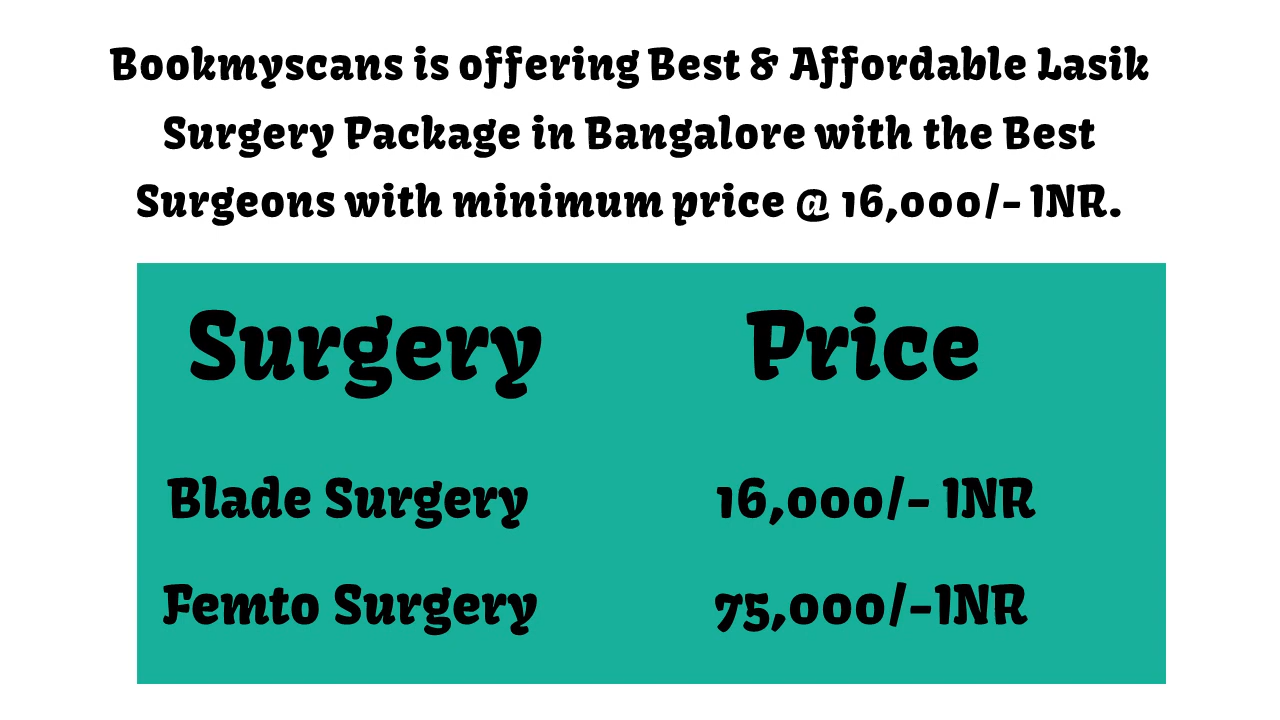 Bookmyscans is offering Best & Affordable Lasik
Surgery Package in Bangalore with the Best
Surgeons with minimum price @ 16,000/- INR.
Surgery Price
Blade Surgery 16,000/- INR
Femto Surgery 75,000/-INR